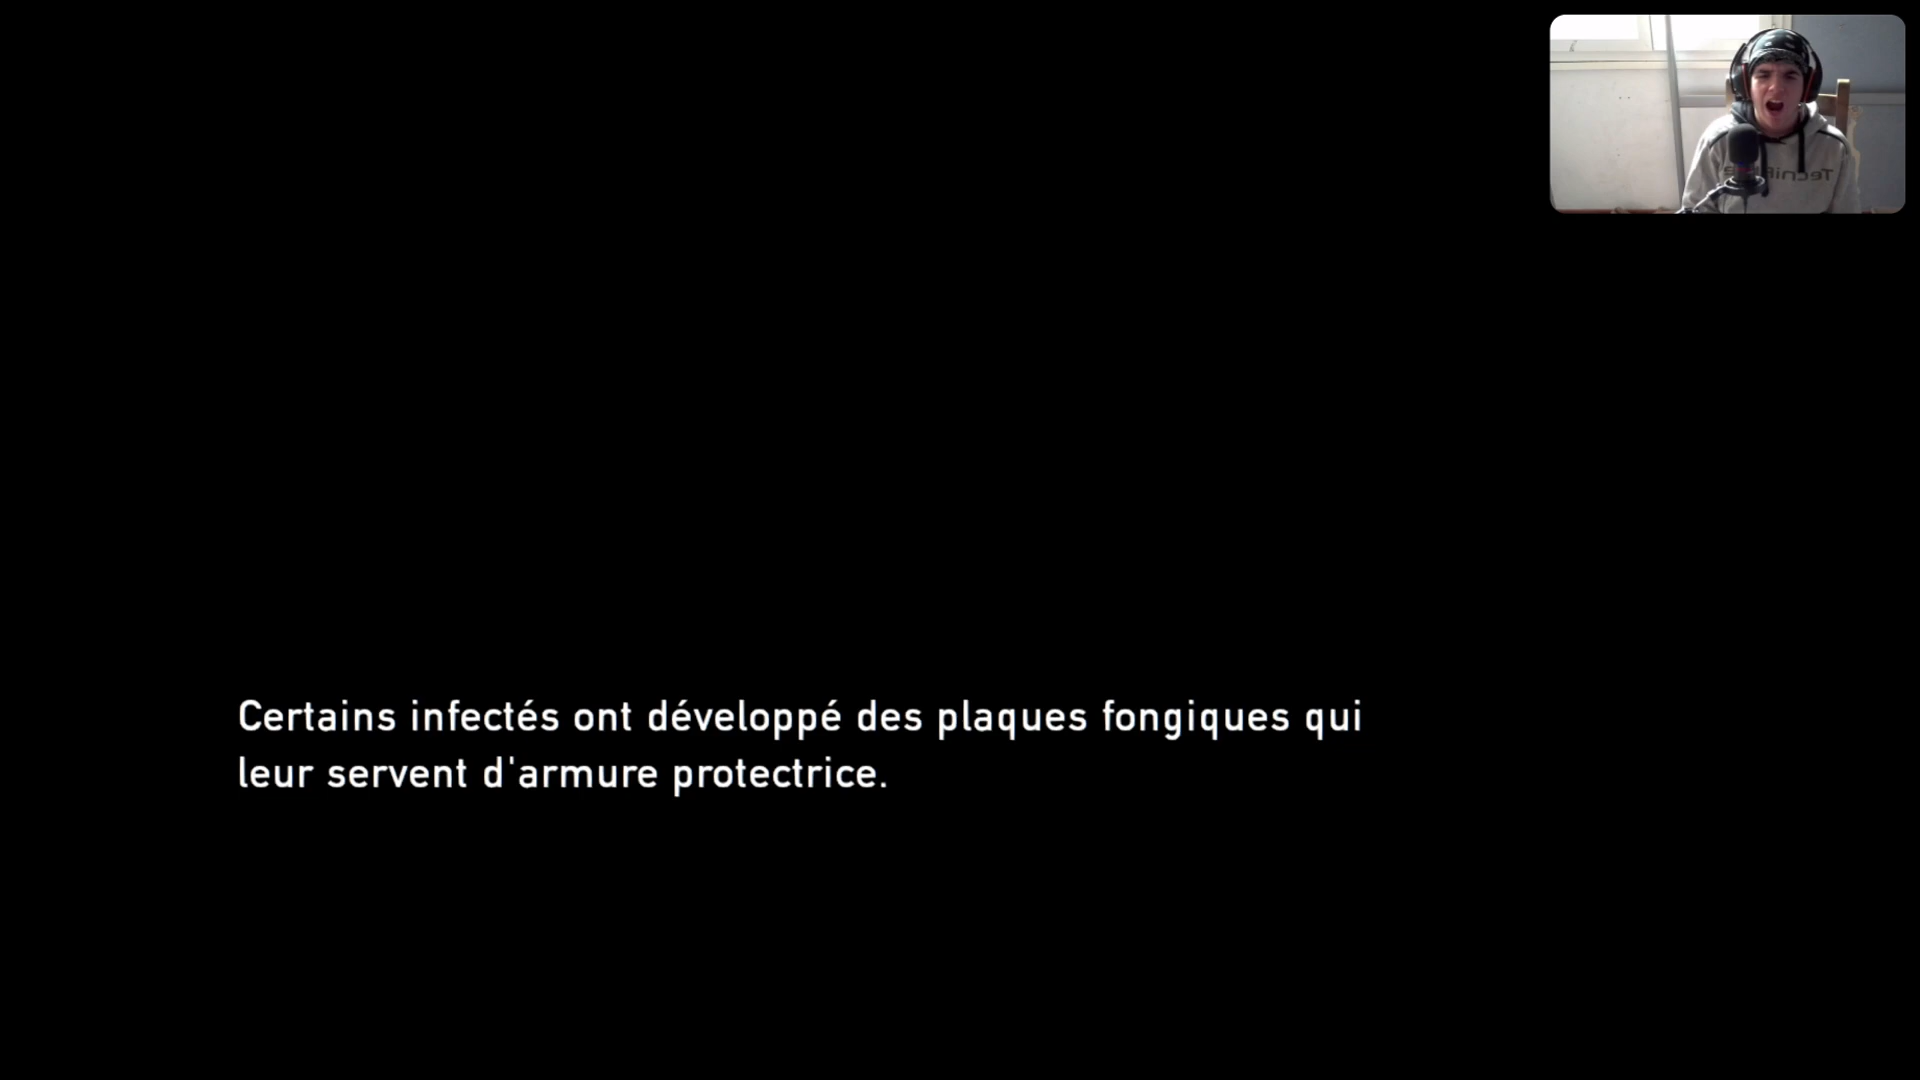 Certains infectés ont développé des plaques fongiques qui
leur servent d'armure protectrice.